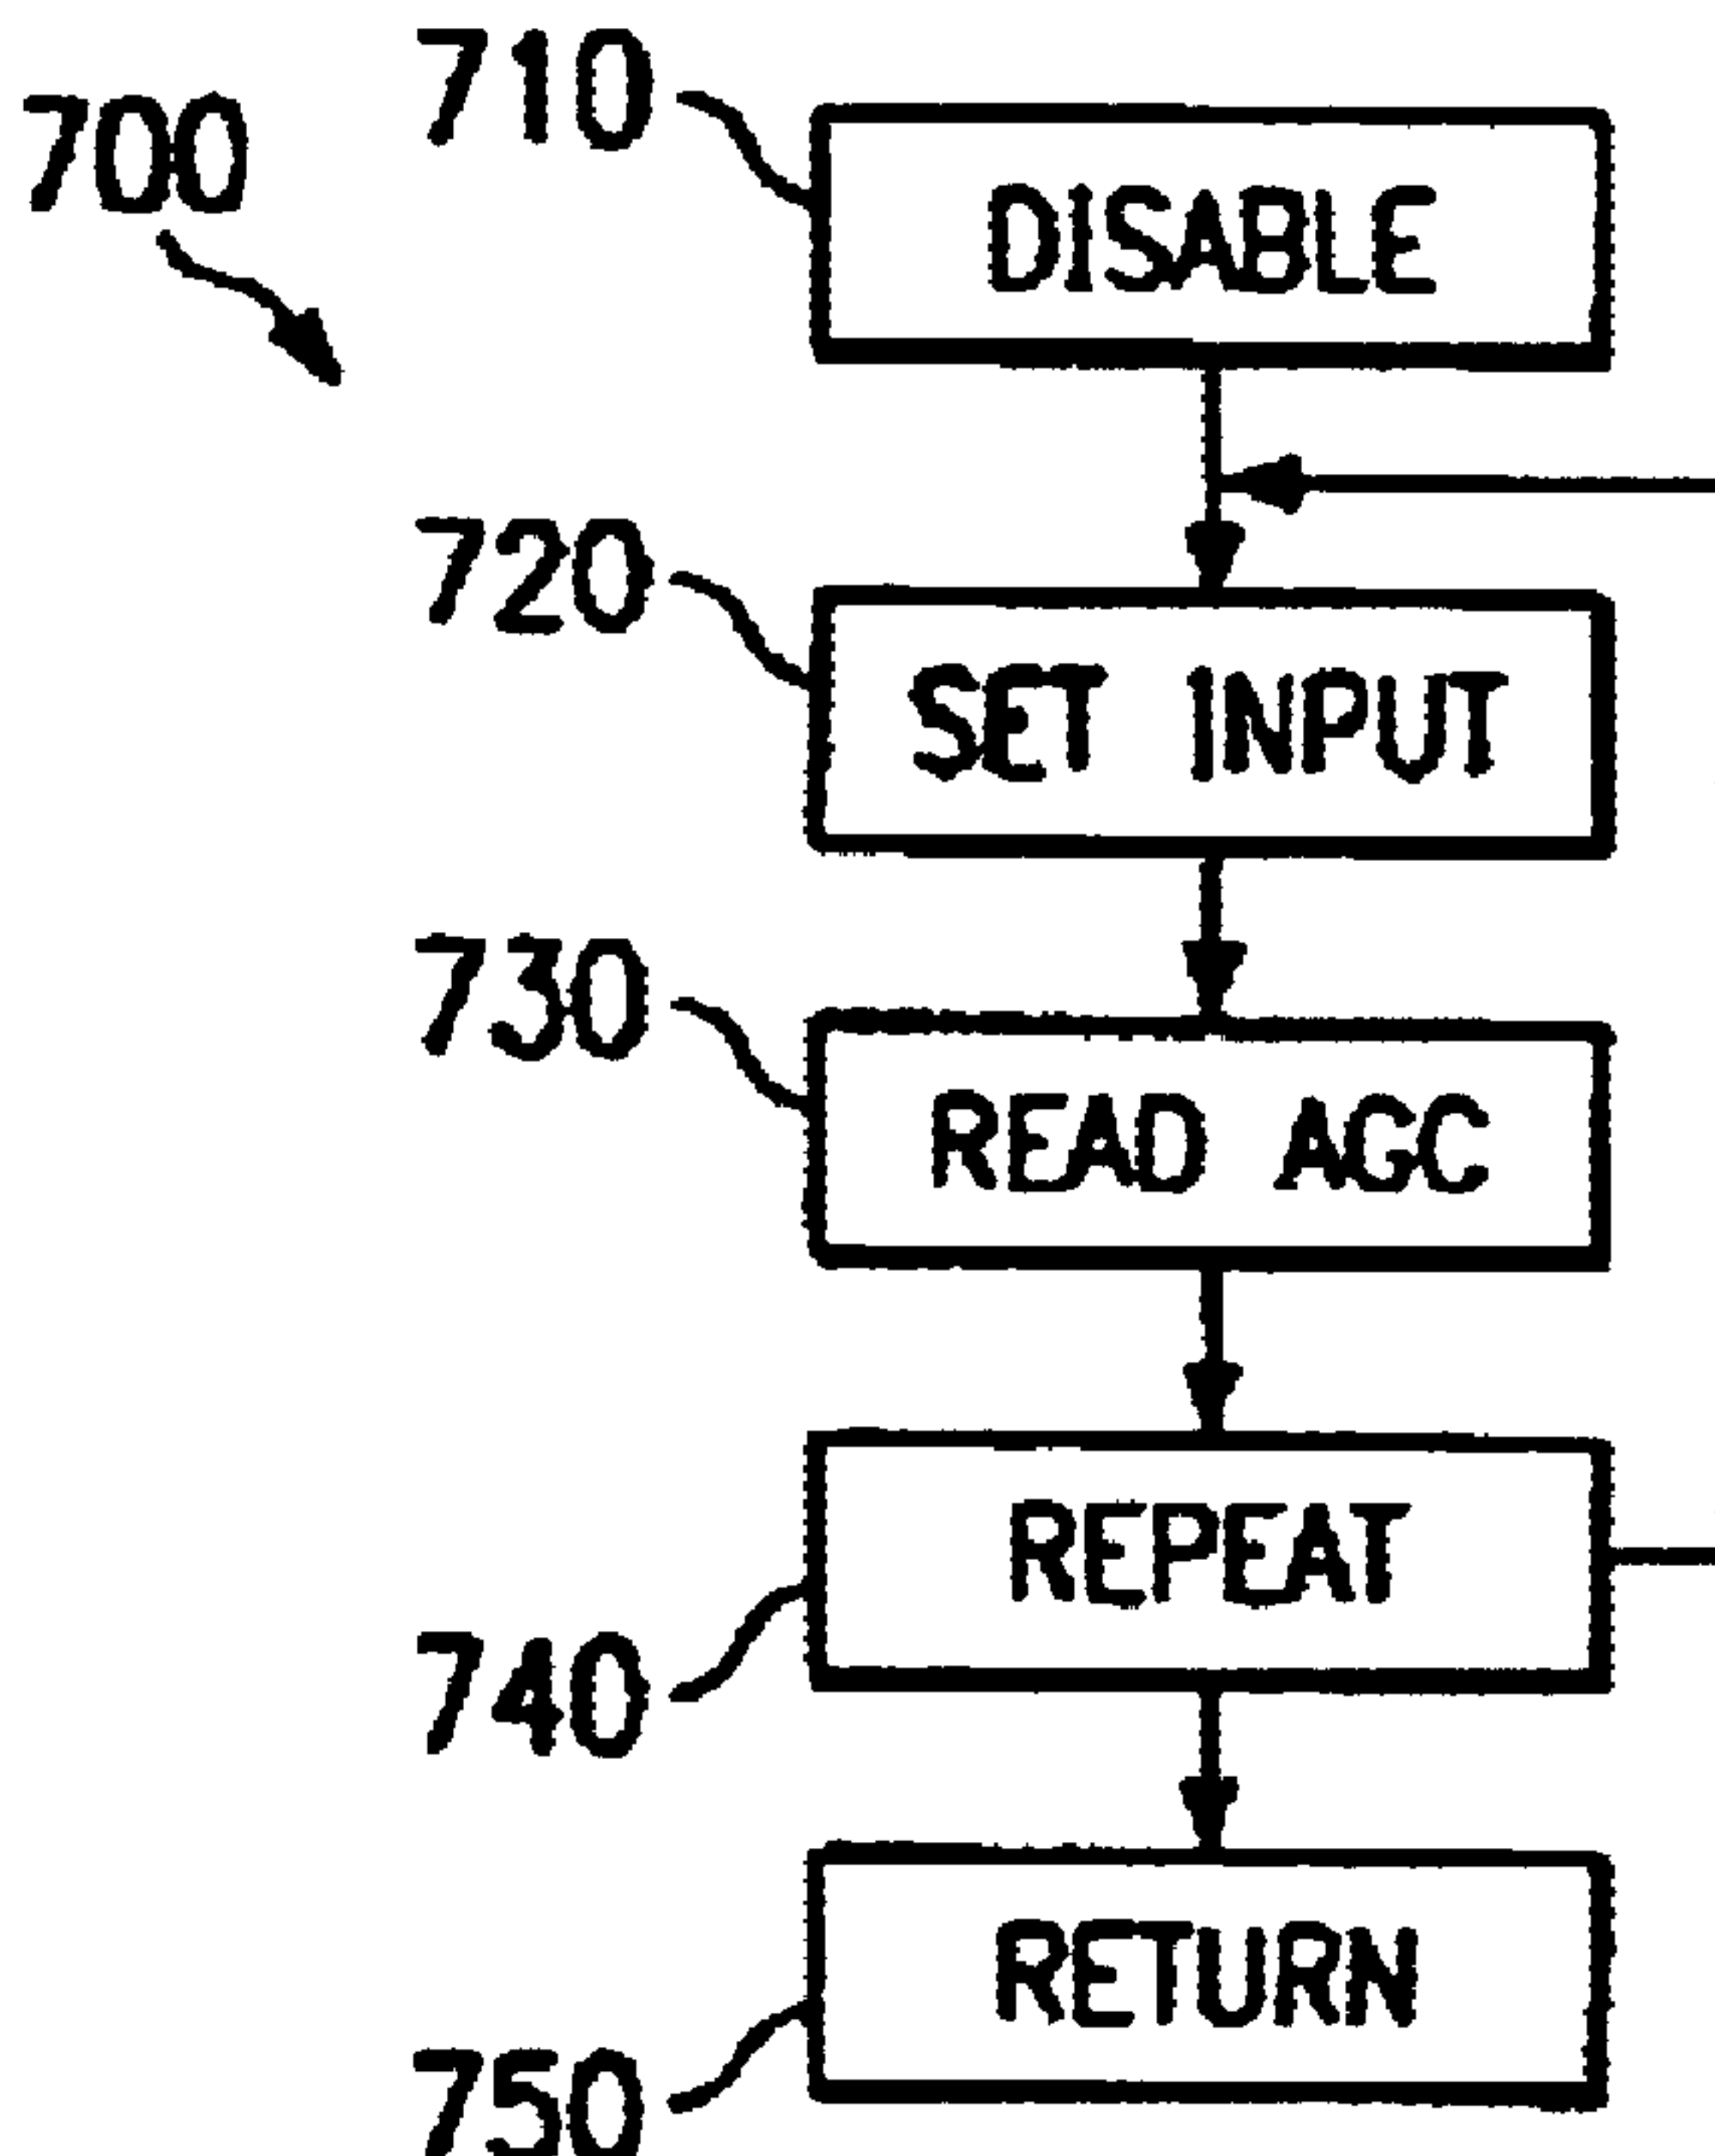 710
700
DISABLE
720
SET INPUT
730
READ AGC
REPEAT
740
RETURN
750